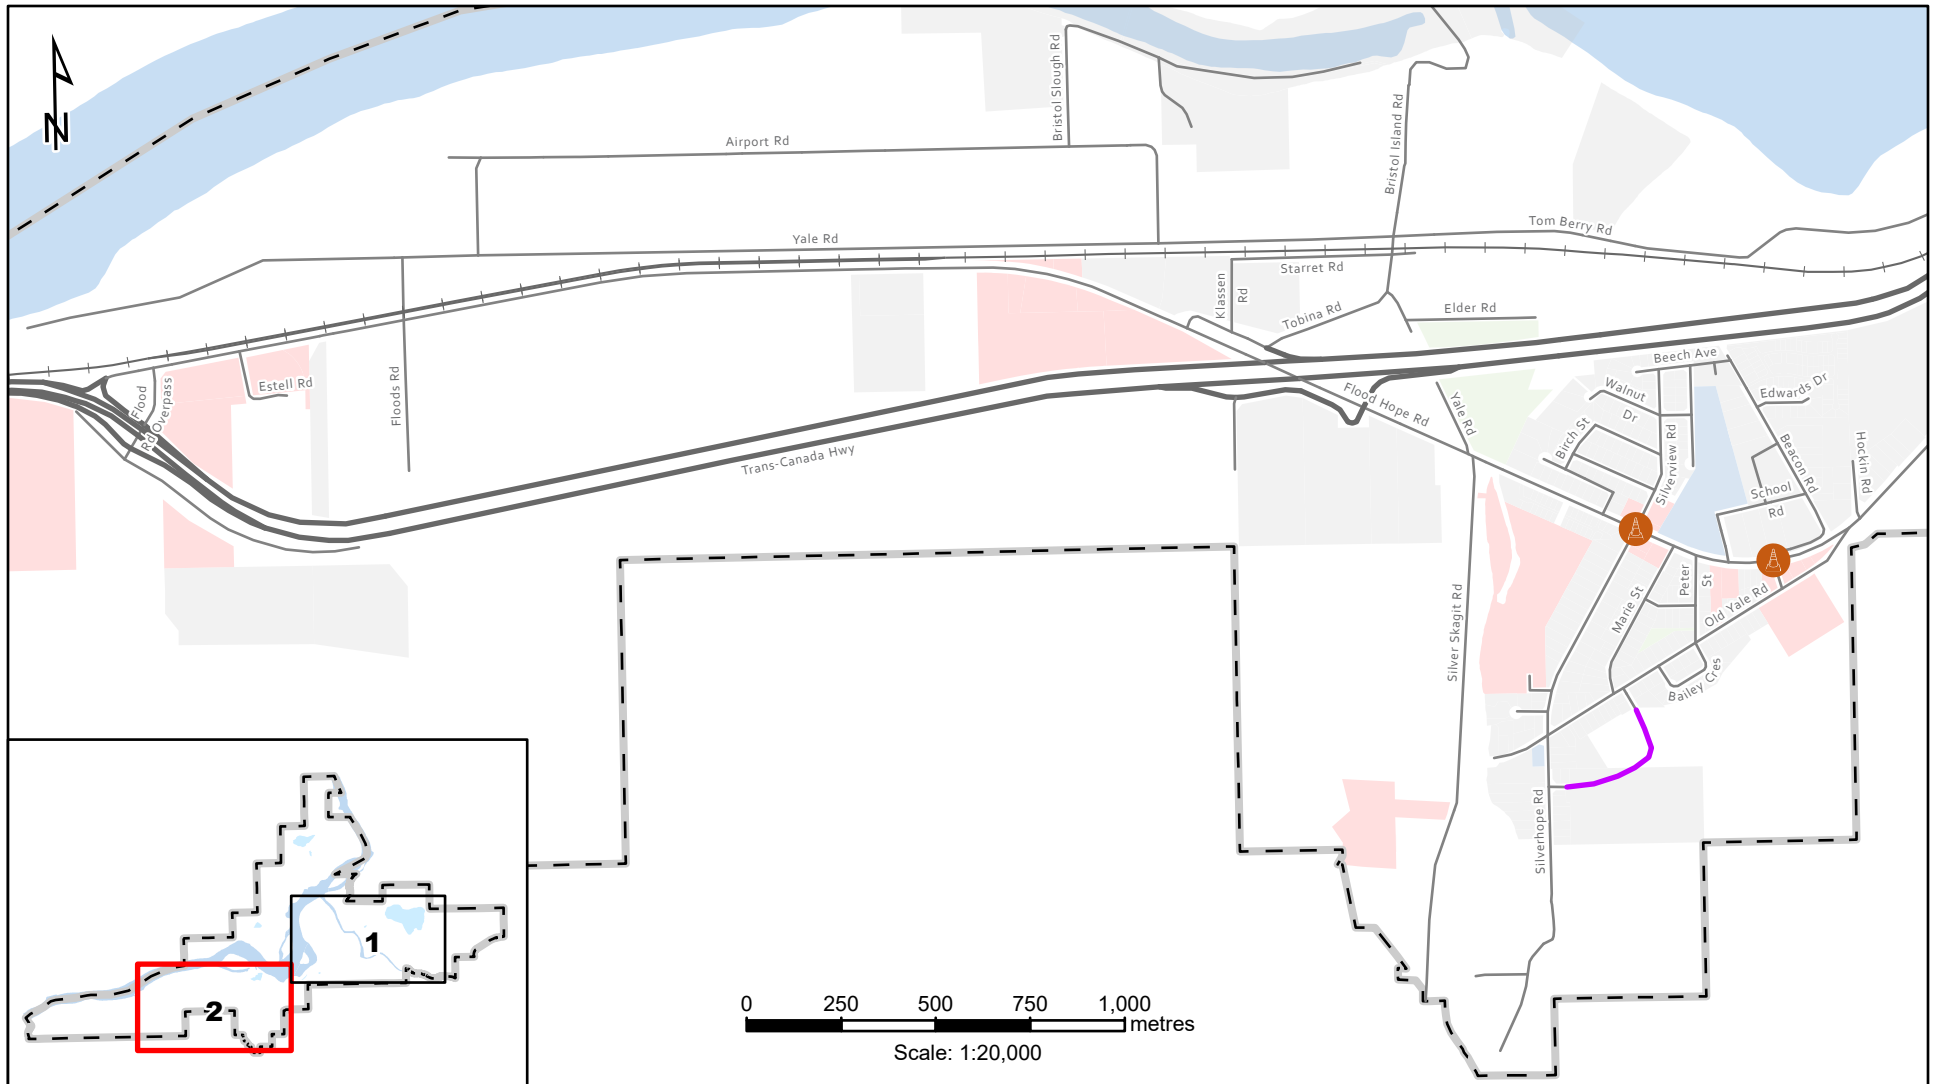 N
Airport Rd
Bristol Slough Rd
Bristol Island Rd
Tom Berry Rd
Yale Rd
Starret Rd
Klassen
Rd
Tobina Rd
Elder Rd
Beech Ave
Edwards Dr
Walnut
Dr
Birch St
Silverview Rd
Beacon Rd
Hockin Rd
School
Rd
Flood Hope Rd
Yale Rd
Flood
Rd Overpass
Estell Rd
Floods Rd
Trans-Canada Hwy
Silver Skagit Rd
Marie St
Peter
St
Old Yale Rd
Bailey Cres
Silverhope Rd
1
2
0 250 500 750 1,000
metres
Scale: 1:20,000